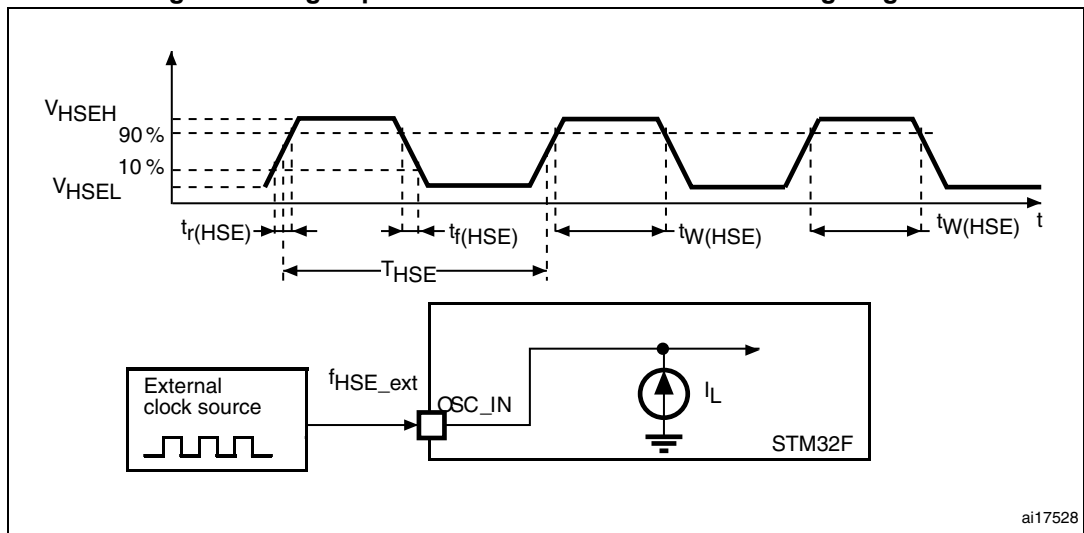 VHSEH
90 %
10 %
VHSEL
tr(HSE)
tf(HSE)
tW(HSE)
tW(HSE)
t
THSE
External
clock source
fHSE_ext
OSC_IN
IL
STM32F
ai17528